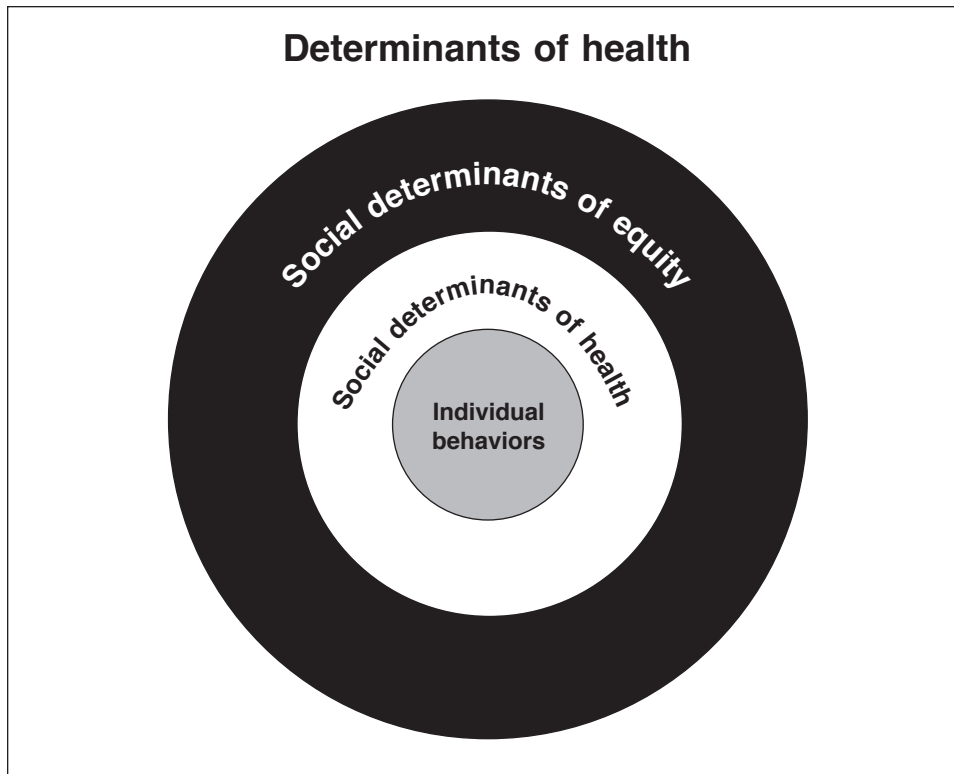 Determinants of health
Social determinants of equity
Social determinants of health
Individual
behaviors